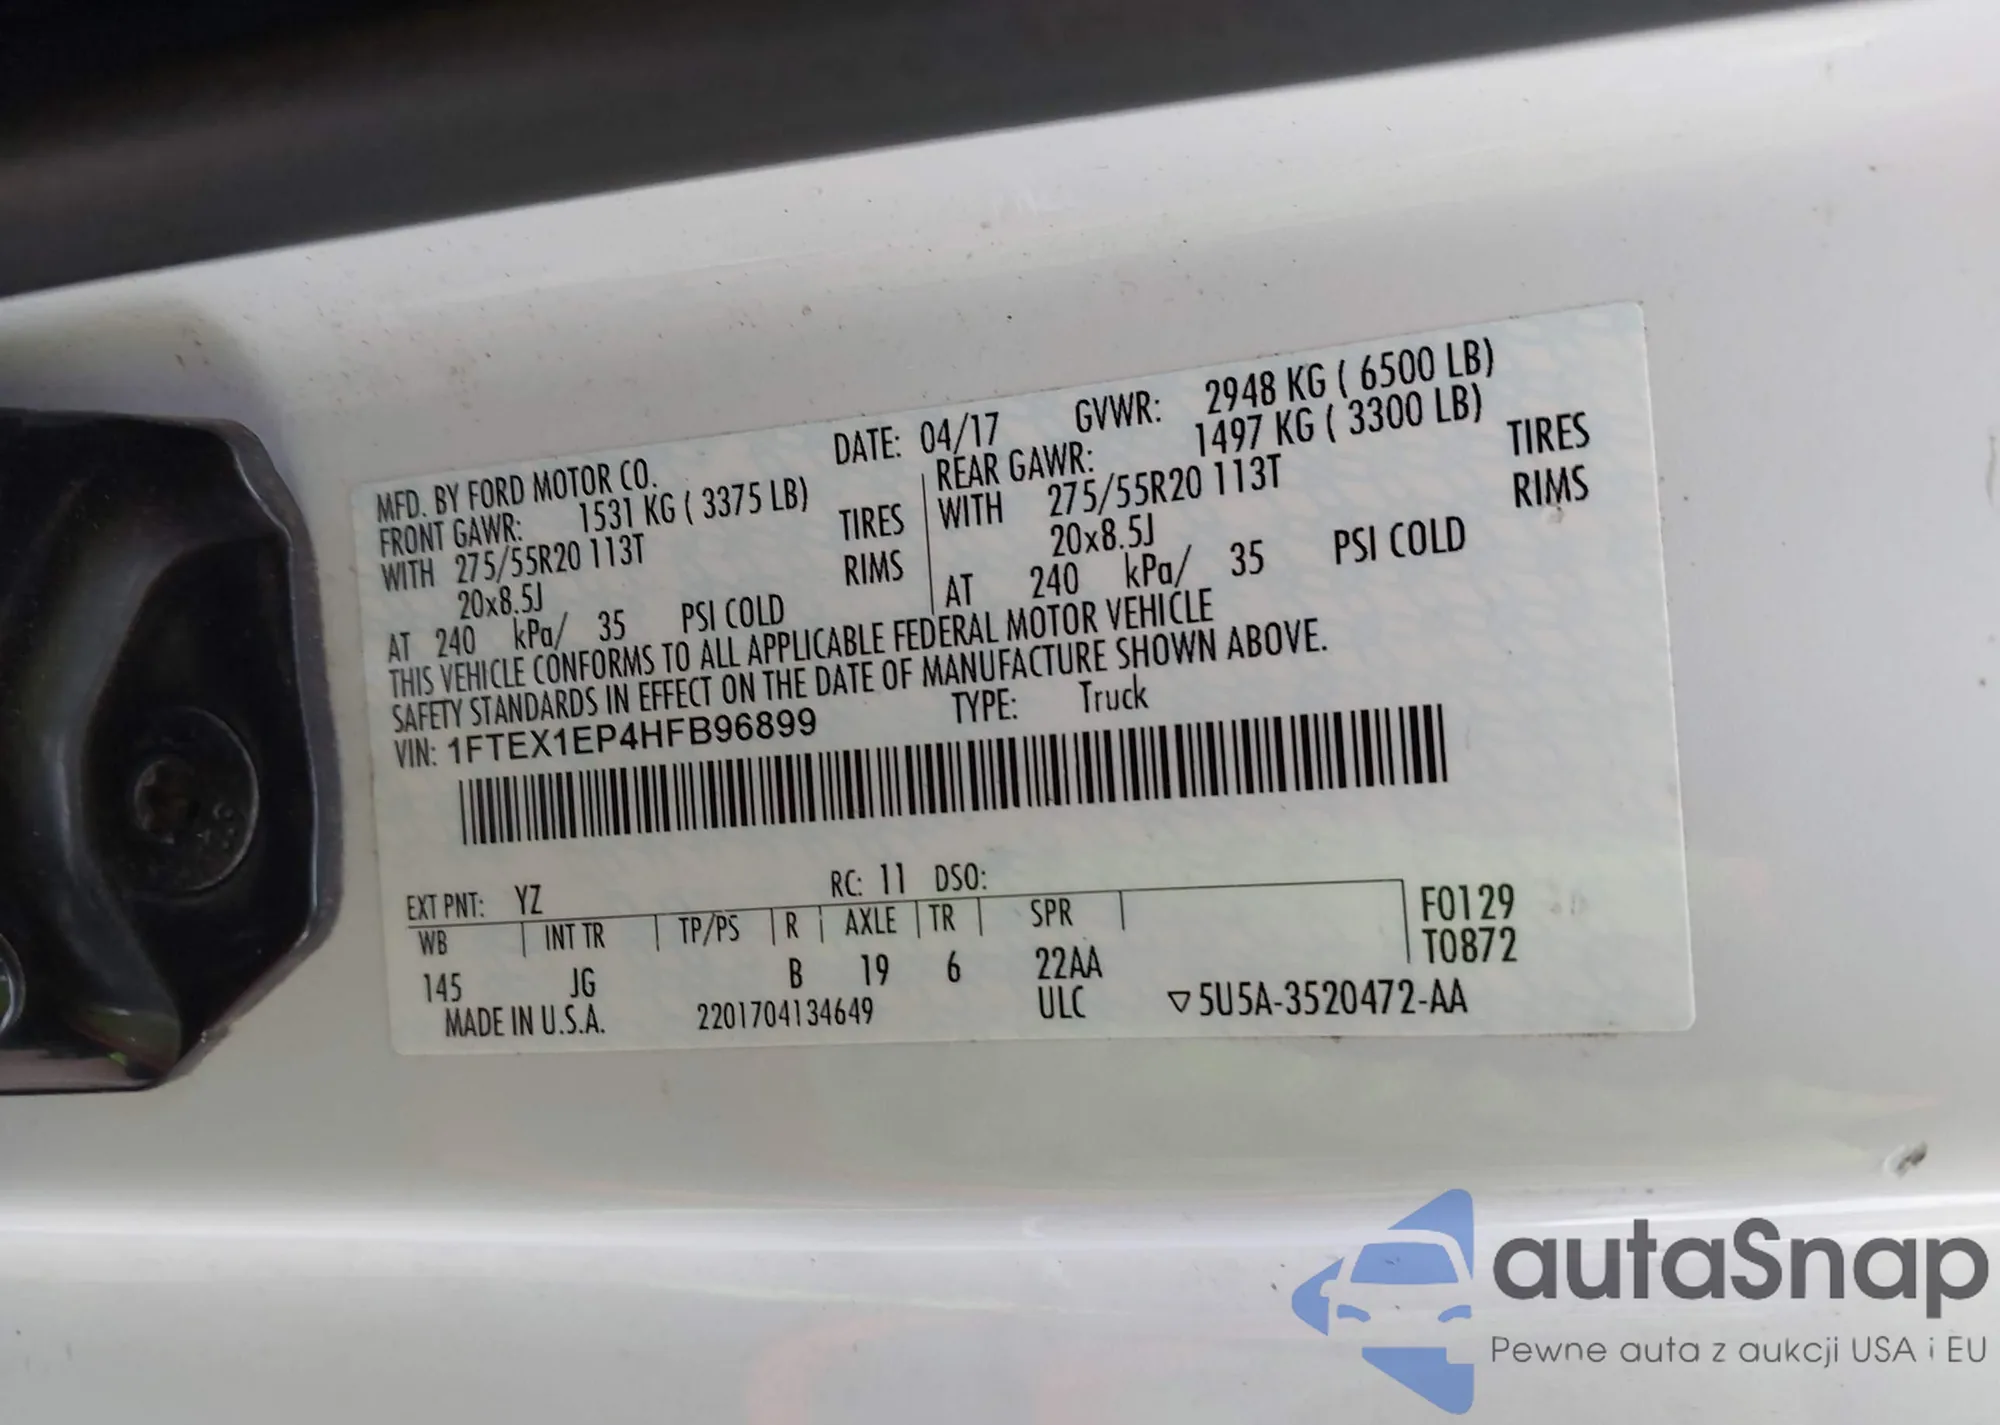 MFD. BY FORD MOTOR CO. DATE: 04/17 GVWR: 2948 KG ( 6500 LB)
FRONT GAWR: 1531 KG ( 3375 LB) REAR GAWR: 1497 KG ( 3300 LB)
WITH 275/55R20 113T TIRES WITH 275/55R20 113T TIRES
20x8.5J RIMS 20x8.5J RIMS
AT 240 kPa/ 35 PSI COLD AT 240 kPa/ 35 PSI COLD
THIS VEHICLE CONFORMS TO ALL APPLICABLE FEDERAL MOTOR VEHICLE
SAFETY STANDARDS IN EFFECT ON THE DATE OF MANUFACTURE SHOWN ABOVE.
VIN: 1FTEX1EP4HFB96899 TYPE: Truck
EXT PNT: YZ RC: 11 DSO:
WB INT TR TP/PS R AXLE TR SPR F0129
145 JG B 19 6 22AA T0872
MADE IN U.S.A. 2201704134649 ULC ▽5U5A-3520472-AA
autaSnap
Pewne auta z aukcji USA i EU